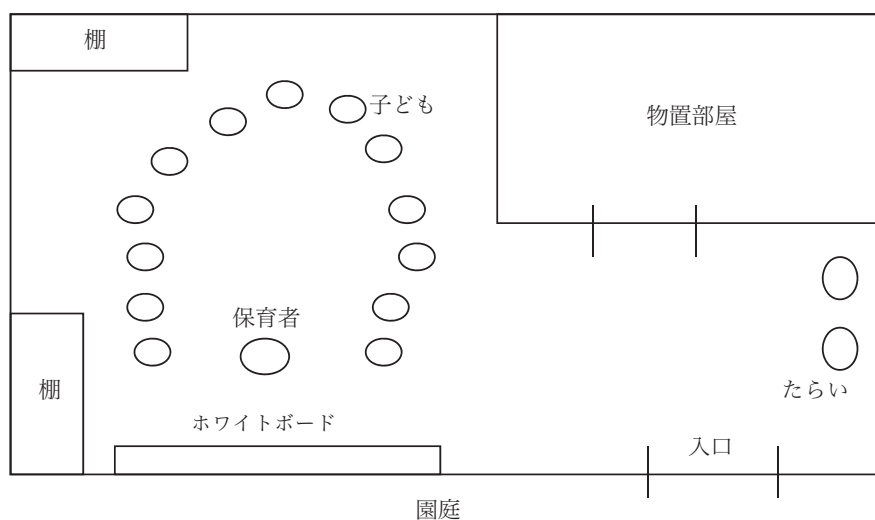 棚
子ども
物置部屋
保育者
棚
たらい
ホワイトボード
入口
園庭